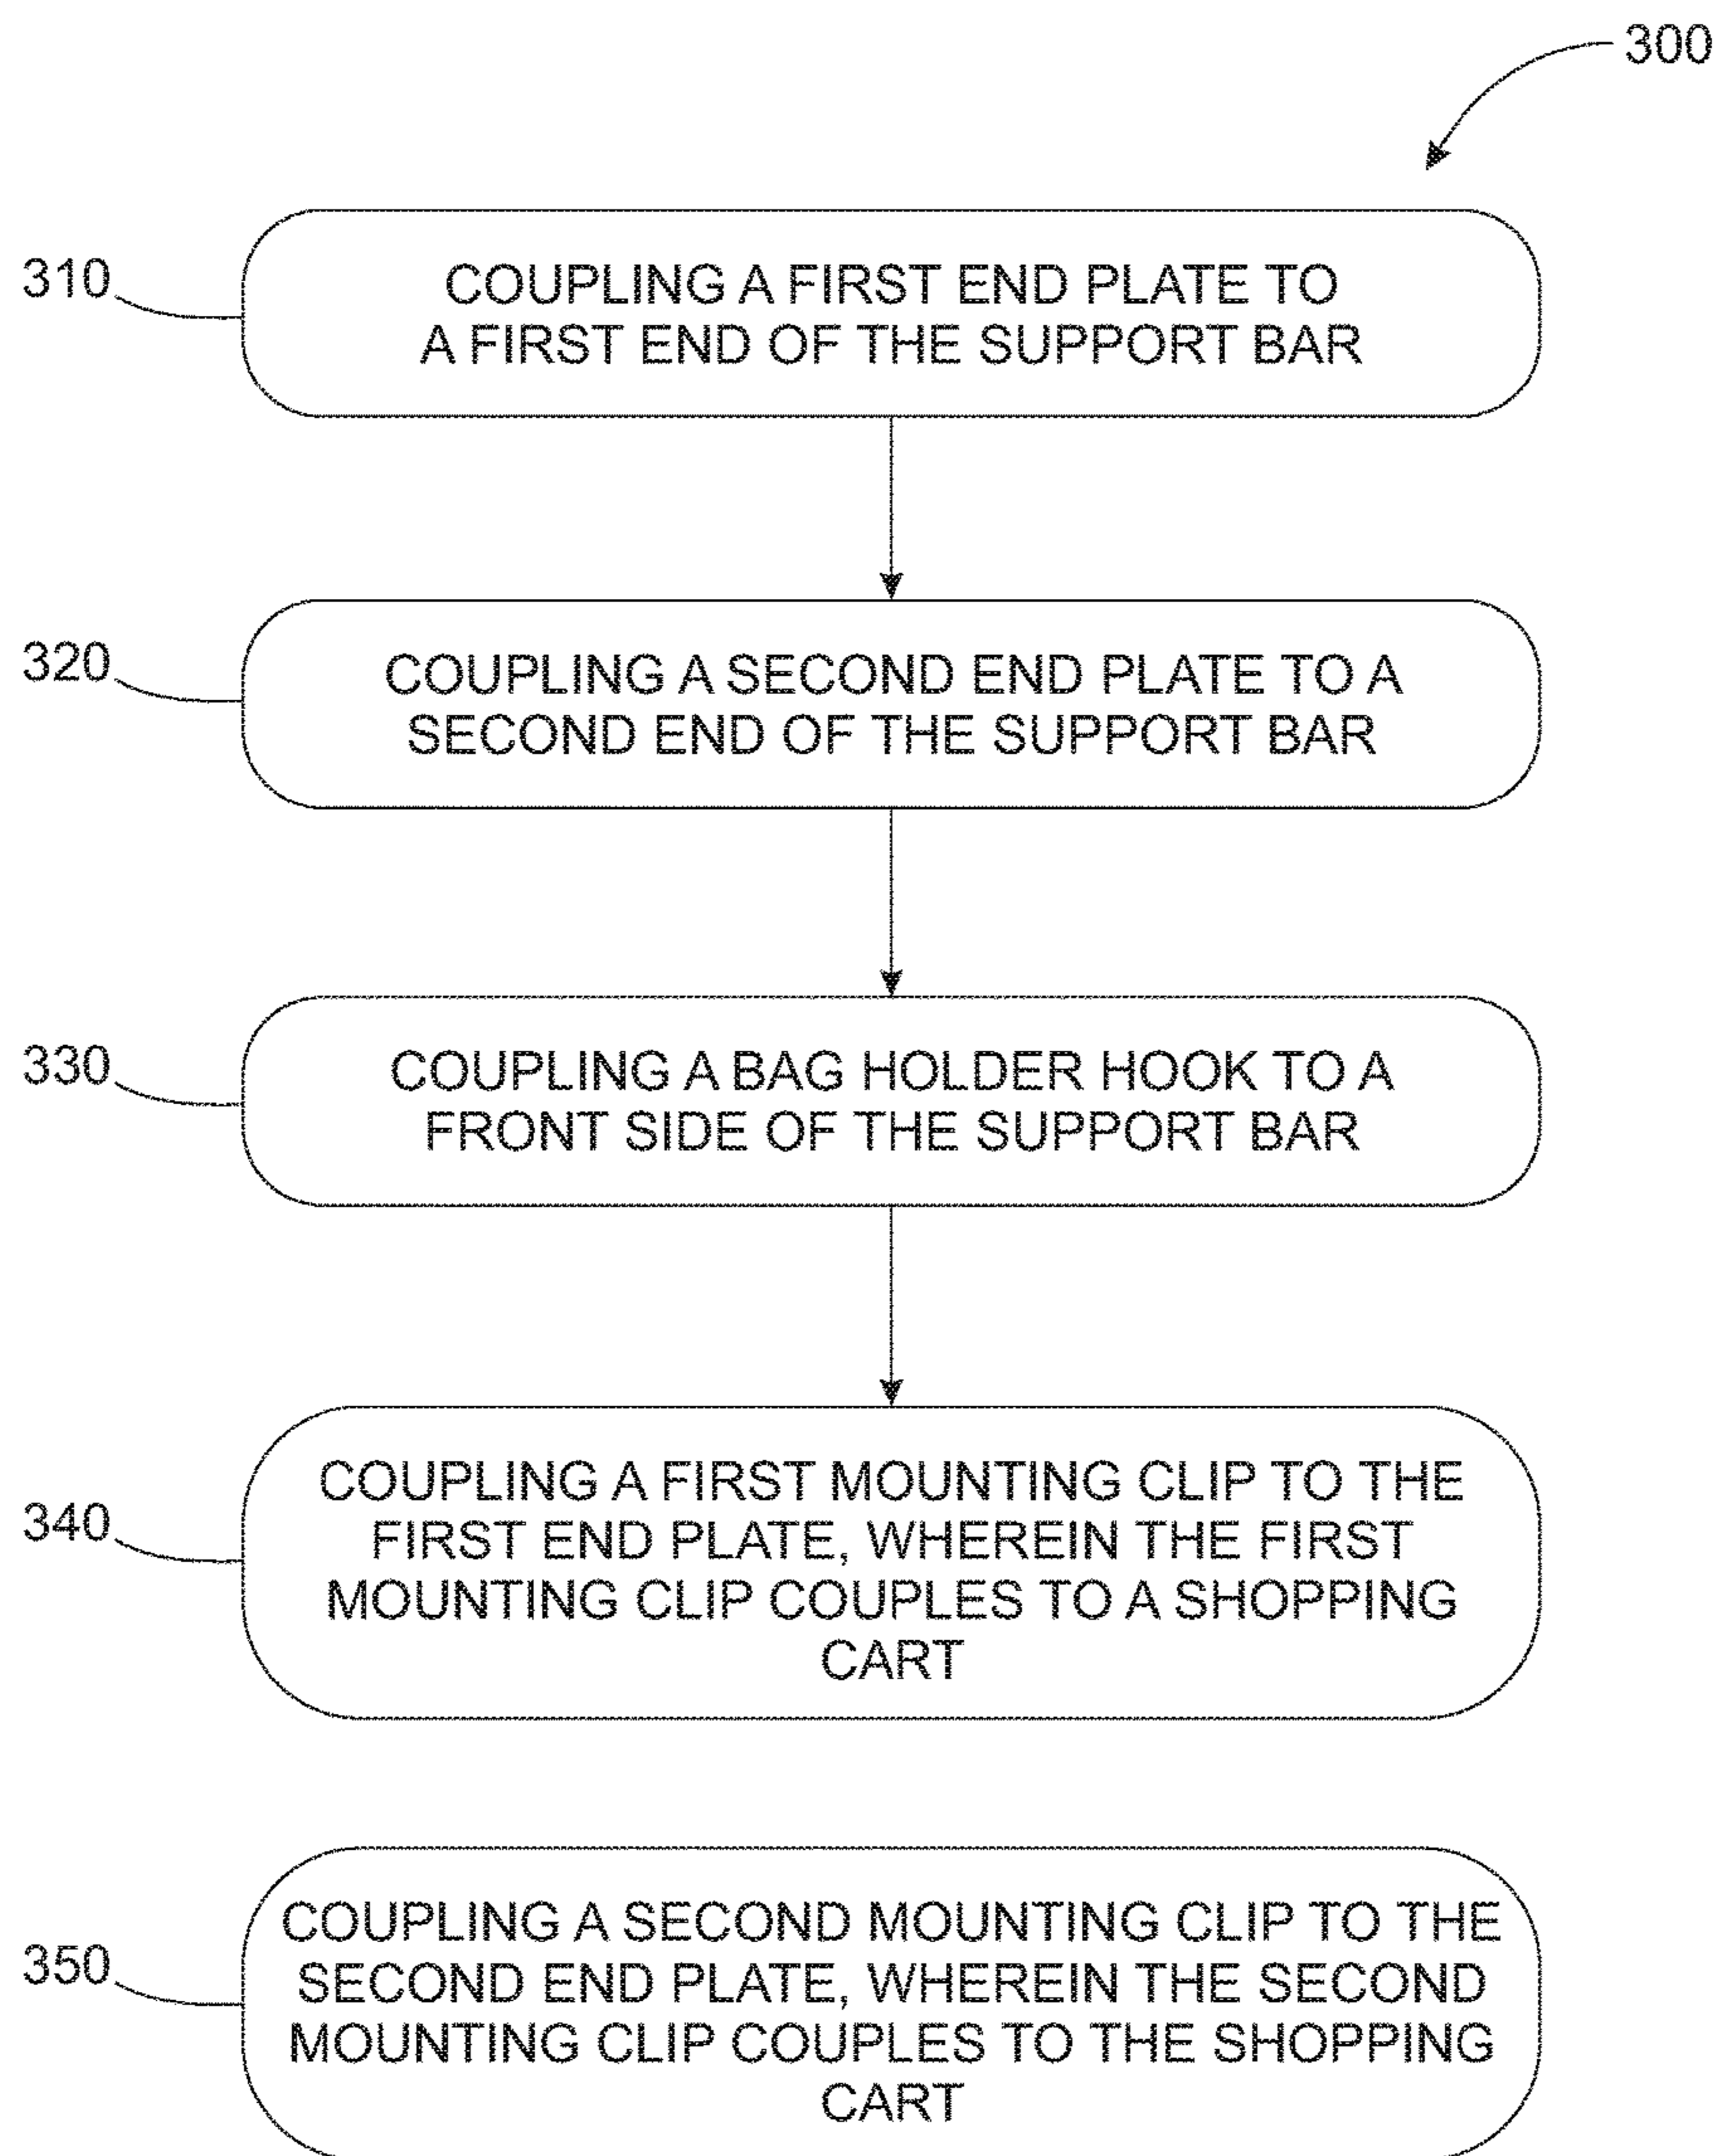 300
310
COUPLING A FIRST END PLATE TO
A FIRST END OF THE SUPPORT BAR
320
COUPLING A SECOND END PLATE TO A
SECOND END OF THE SUPPORT BAR
330
COUPLING A BAG HOLDER HOOK TO A
FRONT SIDE OF THE SUPPORT BAR
340
COUPLING A FIRST MOUNTING CLIP TO THE
FIRST END PLATE, WHEREIN THE FIRST
MOUNTING CLIP COUPLES TO A SHOPPING
CART
350
COUPLING A SECOND MOUNTING CLIP TO THE
SECOND END PLATE, WHEREIN THE SECOND
MOUNTING CLIP COUPLES TO THE SHOPPING
CART